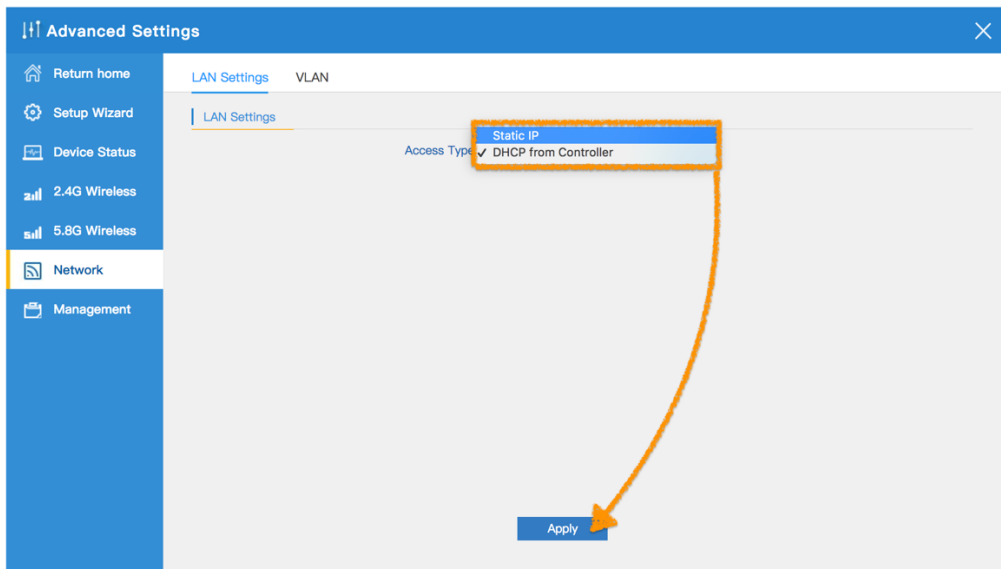 Advanced Settings
Return home
Setup Wizard
Device Status
2.4G Wireless
5.8G Wireless
Network
Management
LAN Settings VLAN
LAN Settings
Access Type
Static IP
✓ DHCP from Controller
Apply